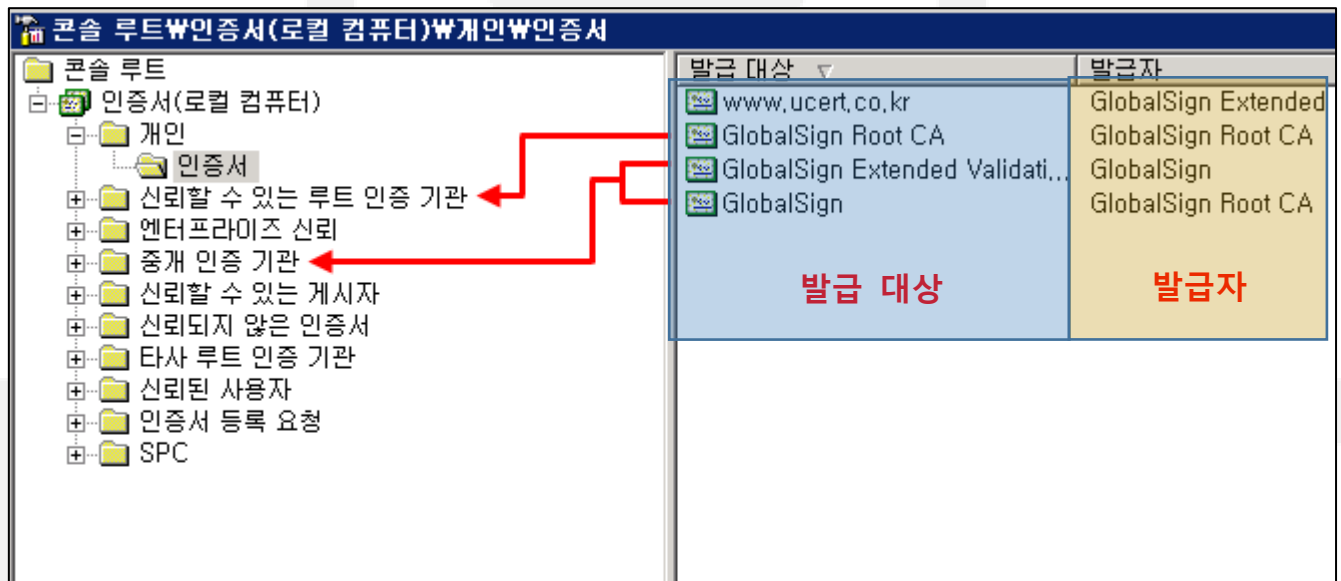 콘솔 루트₩인증서(로컬 컴퓨터)₩개인₩인증서
콘솔 루트
인증서(로컬 컴퓨터)
개인
인증서
신뢰할 수 있는 루트 인증 기관
엔터프라이즈 신뢰
중개 인증 기관
신뢰할 수 있는 게시자
신뢰되지 않은 인증서
타사 루트 인증 기관
신뢰된 사용자
인증서 등록 요청
SPC
발급 대상 발급자
www.ucert.co.kr GlobalSign Extended
GlobalSign Root CA GlobalSign Root CA
GlobalSign Extended Validati... GlobalSign
GlobalSign GlobalSign Root CA
발급 대상 발급자